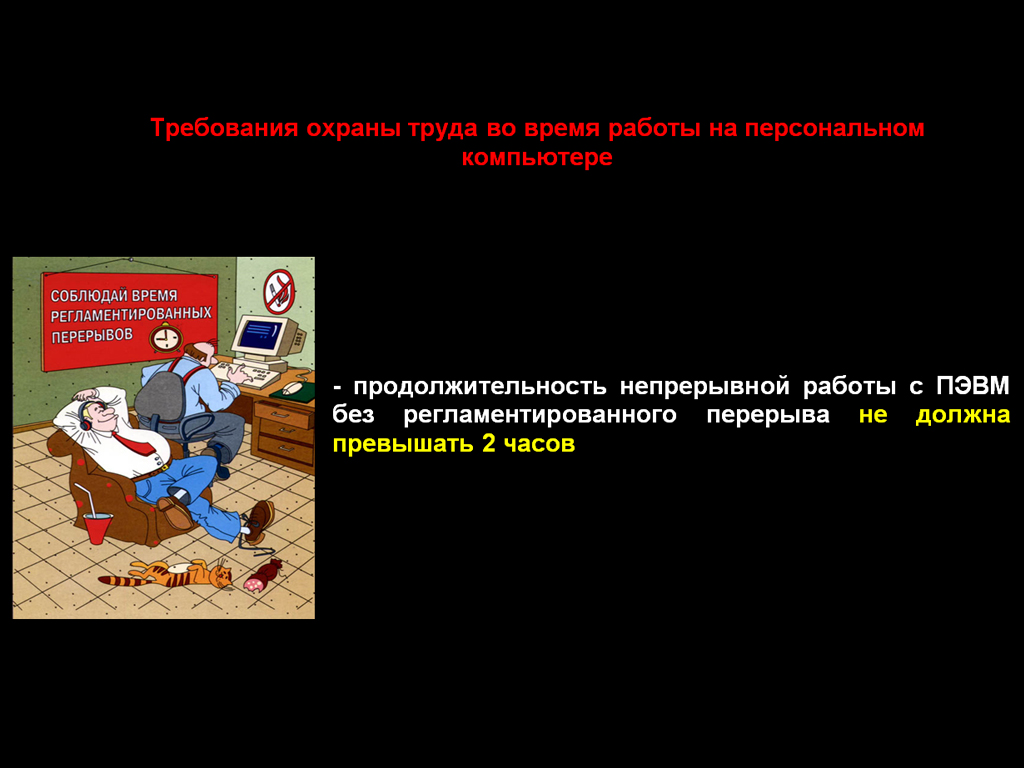 Требования охраны труда во время работы на персональном
компьютере
СОБЛЮДАЙ ВРЕМЯ
РЕГЛАМЕНТИРОВАННЫХ
ПЕРЕРЫВОВ
- продолжительность непрерывной работы с ПЭВМ
без регламентированного перерыва не должна
превышать 2 часов